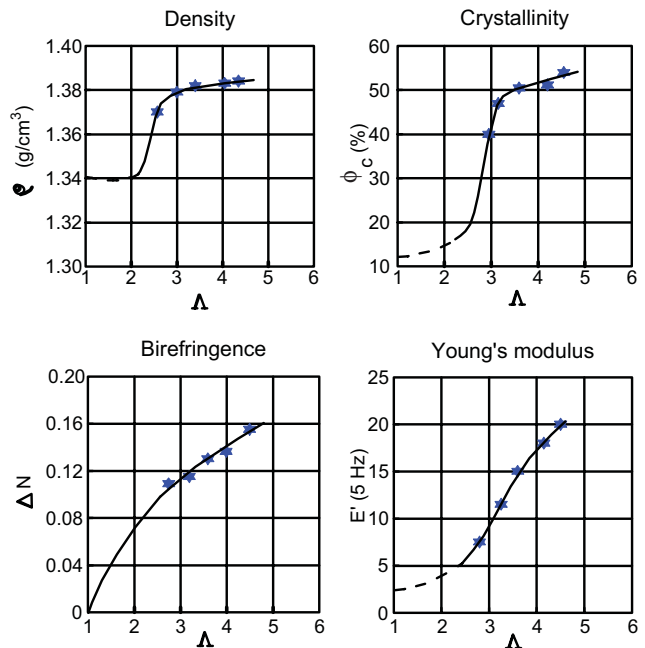 Density
1.40
1.38
1.36
1.34
1.32
1.30
ρ (g/cm³)
1 2 3 4 5 6
Λ
Crystallinity
60
50
40
30
20
10
ϕc (%)
1 2 3 4 5 6
Λ
Birefringence
0.20
0.16
0.12
0.08
0.04
0
Δ N
1 2 3 4 5 6
Λ
Young's modulus
25
20
15
10
5
0
E' (5 Hz)
1 2 3 4 5 6
Λ